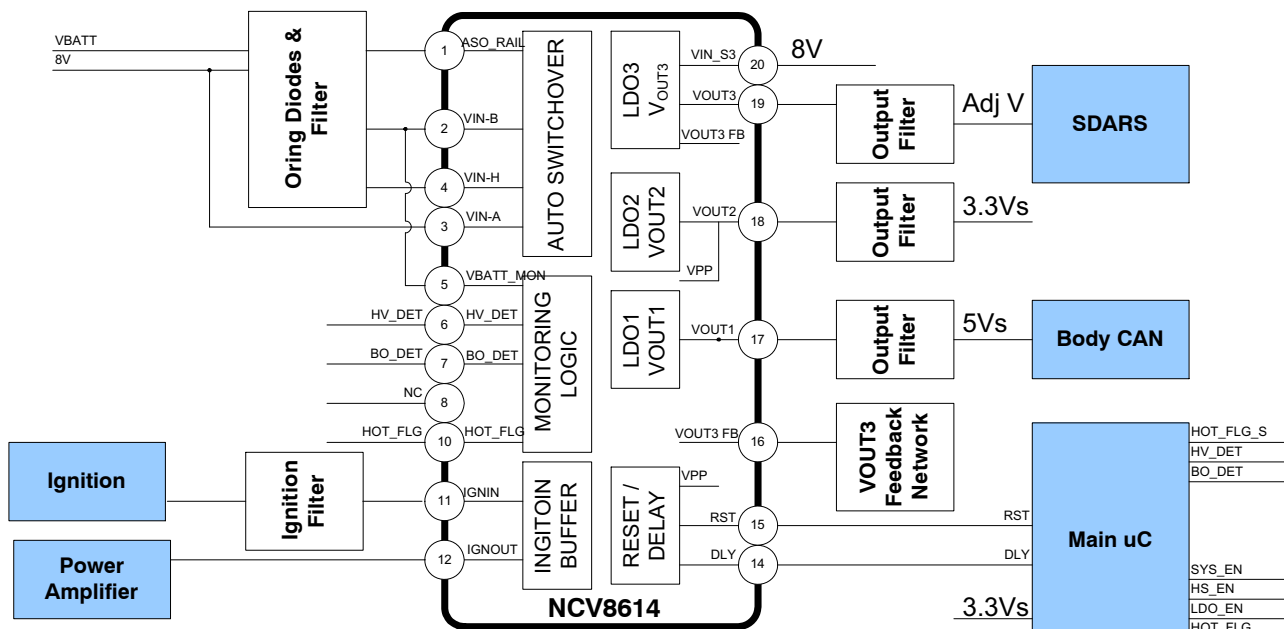 VBATT
8V
Oring Diodes &
Filter
1
ASO_RAIL
2
VIN-B
4
VIN-H
3
VIN-A
AUTO SWITCHOVER
5
VBATT_MON
HV_DET
6
HV_DET
BO_DET
7
BO_DET
NC
8
HOT_FLG
10
HOT_FLG
MONITORING
LOGIC
Ignition
Ignition
Filter
11
IGNIN
Power
Amplifier
12
IGNOUT
INGITOIN
BUFFER
LDO3
VOUT3
VIN_S3
20
8V
VOUT3
19
VOUT3 FB
Output
Filter
Adj V
SDARS
LDO2
VOUT2
VOUT2
18
VPP
Output
Filter
3.3Vs
LDO1
VOUT1
VOUT1
17
Output
Filter
5Vs
Body CAN
VOUT3 FB
16
VOUT3
Feedback
Network
RESET /
DELAY
VPP
RST
15
RST
DLY
14
DLY
NCV8614
Main uC
HOT_FLG_S
HV_DET
BO_DET
SYS_EN
HS_EN
LDO_EN
HOT_FLG
3.3Vs